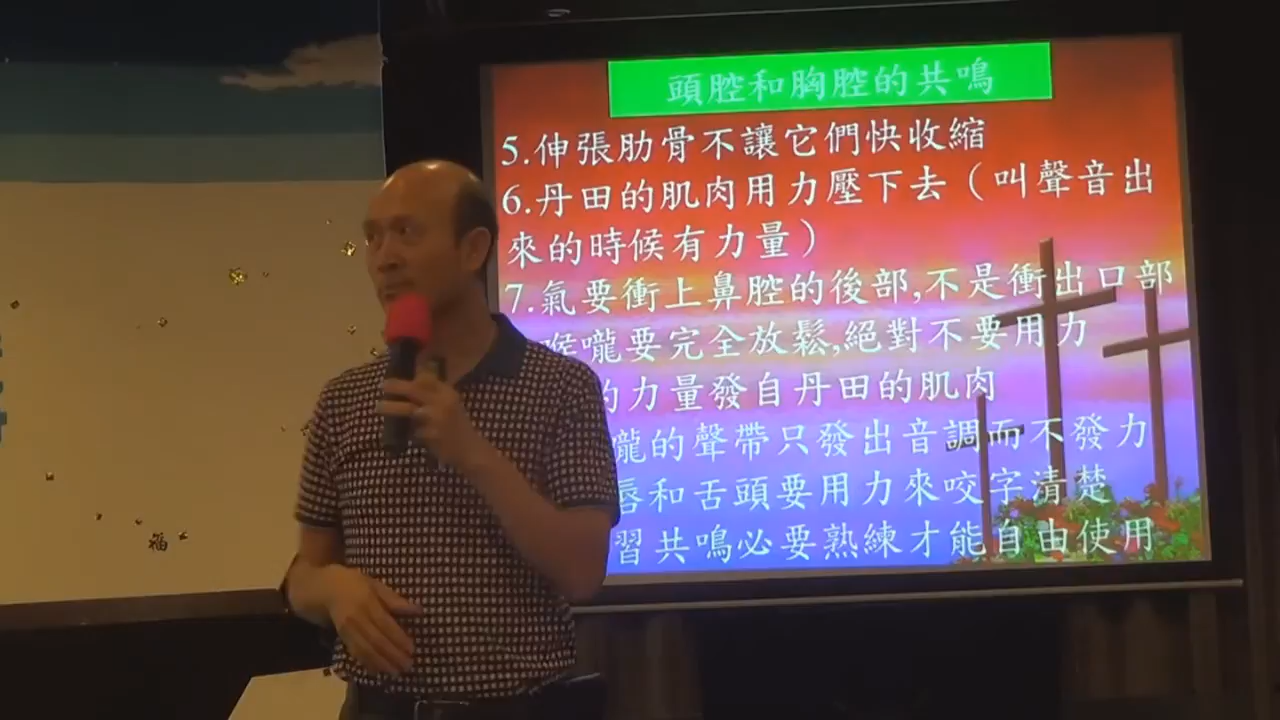 頭腔和胸腔的共鳴
5.伸張肋骨不讓它們快收縮
6.丹田的肌肉用力壓下去（叫聲音出
來的時候有力量）
7.氣要衝上鼻腔的後部,不是衝出口部
喉嚨要完全放鬆,絕對不要用力
的力量發自丹田的肌肉
嚨的聲帶只發出音調而不發力
唇和舌頭要用力來咬字清楚
習共鳴必要熟練才能自由使用
福